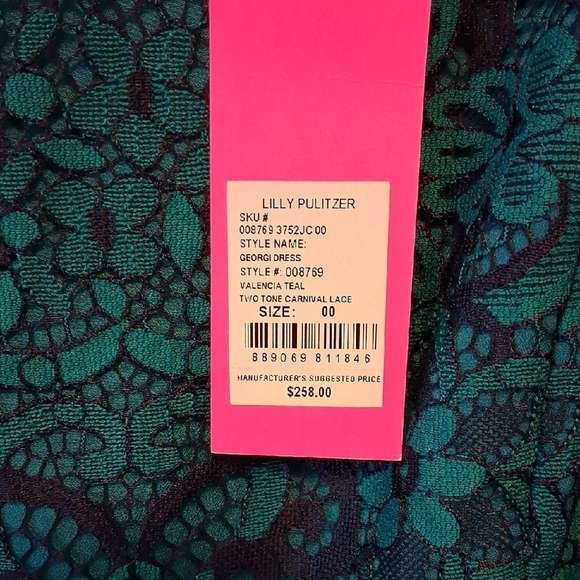 LILLY PULITZER
SKU #
008769 3752JC 00
STYLE NAME:
GEORGI DRESS
STYLE #: 008769
VALENCIA TEAL
TWO TONE CARNIVAL LACE
SIZE: 00
889069 811846
MANUFACTURER'S SUGGESTED PRICE
$258.00